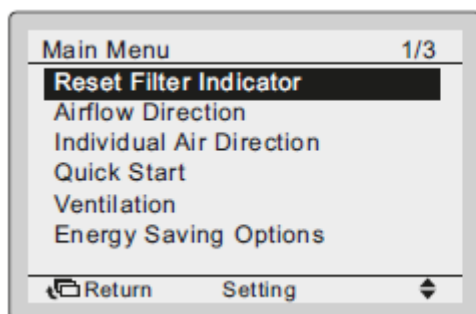 Main Menu 1/3
Reset Filter Indicator
Airflow Direction
Individual Air Direction
Quick Start
Ventilation
Energy Saving Options
Return Setting